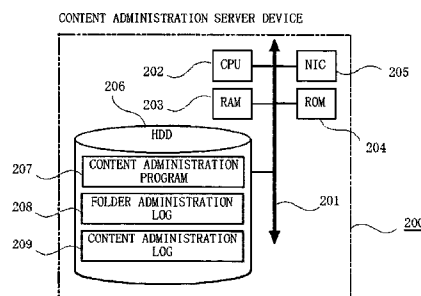 CONTENT ADMINISTRATION SERVER DEVICE
202
CPU
NIC
205
203
RAM
ROM
204
206
HDD
207
CONTENT ADMINISTRATION
PROGRAM
208
FOLDER ADMINISTRATION
LOG
201
200
209
CONTENT ADMINISTRATION
LOG